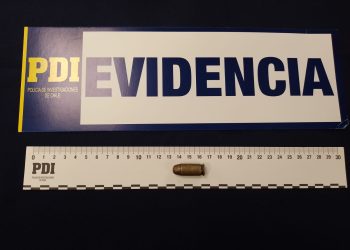 PDI EVIDENCIA
POLICIA DE INVESTIGACIONES
DE CHILE
0 1 2 3 4 5 6 7 8 9 10 11 12 13 14 15 16 17 18 19 20 21 22 23 24 25 26 27 28 29 30
PDI